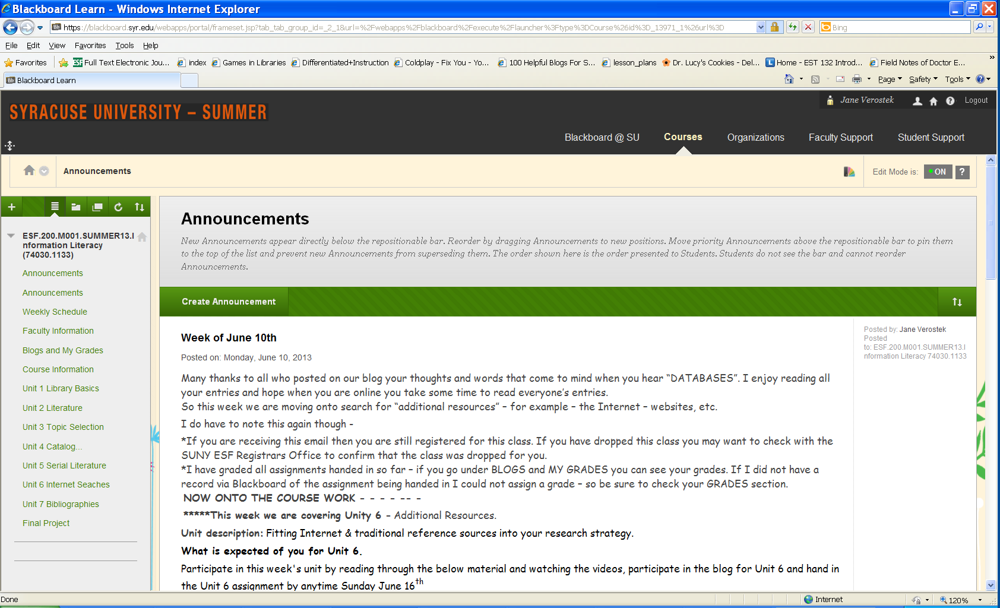 Blackboard Learn - Windows Internet Explorer
https://blackboard.syr.edu/webapps/portal/frameset.jsp?tab_tab_group_id=_2_1&url=%2Fwebapps%2Fblackboard%2Fexecute%2Flauncher%3Ftype%3DCourse%26id%3D_13971_1%26url%3D
Bing
File Edit View Favorites Tools Help
Favorites ESF Full Text Electronic Jou... index Games in Libraries Differentiated+Instruction Coldplay - Fix You - Yo... 100 Helpful Blogs For S... lesson_plans Dr. Lucy's Cookies - Del... L Home - EST 132 Introd... Field Notes of Doctor E... »
Bb Blackboard Learn
Page Safety Tools
SYRACUSE UNIVERSITY – SUMMER
Jane Verostek Logout
Blackboard @ SU Courses Organizations Faculty Support Student Support
Announcements
Edit Mode is: ON ?
ESF.200.M001.SUMMER13.I
nformation Literacy
(74030.1133)
Announcements
Announcements
Weekly Schedule
Faculty Information
Blogs and My Grades
Course Information
Unit 1 Library Basics
Unit 2 Literature
Unit 3 Topic Selection
Unit 4 Catalog...
Unit 5 Serial Literature
Unit 6 Internet Seaches
Unit 7 Bibliographies
Final Project
Announcements
New Announcements appear directly below the repositionable bar. Reorder by dragging Announcements to new positions. Move priority Announcements above the repositionable bar to pin them
to the top of the list and prevent new Announcements from superseding them. The order shown here is the order presented to Students. Students do not see the bar and cannot reorder
Announcements.
Create Announcement
Week of June 10th
Posted on: Monday, June 10, 2013
Many thanks to all who posted on our blog your thoughts and words that come to mind when you hear “DATABASES”. I enjoy reading all
your entries and hope when you are online you take some time to read everyone’s entries.
So this week we are moving onto search for “additional resources” – for example – the Internet – websites, etc.
I do have to note this again though -
*If you are receiving this email then you are still registered for this class. If you have dropped this class you may want to check with the
SUNY ESF Registrars Office to confirm that the class was dropped for you.
*I have graded all assignments handed in so far – if you go under BLOGS and MY GRADES you can see your grades. If I did not have a
record via Blackboard of the assignment being handed in I could not assign a grade – so be sure to check your GRADES section.
NOW ONTO THE COURSE WORK - - - - -- -
*****This week we are covering Unity 6 – Additional Resources.
Unit description: Fitting Internet & traditional reference sources into your research strategy.
What is expected of you for Unit 6.
Participate in this week's unit by reading through the below material and watching the videos, participate in the blog for Unit 6 and hand in
the Unit 6 assignment by anytime Sunday June 16th
Posted by: Jane Verostek
Posted
to: ESF.200.M001.SUMMER13.I
nformation Literacy 74030.1133
Done Internet 120%